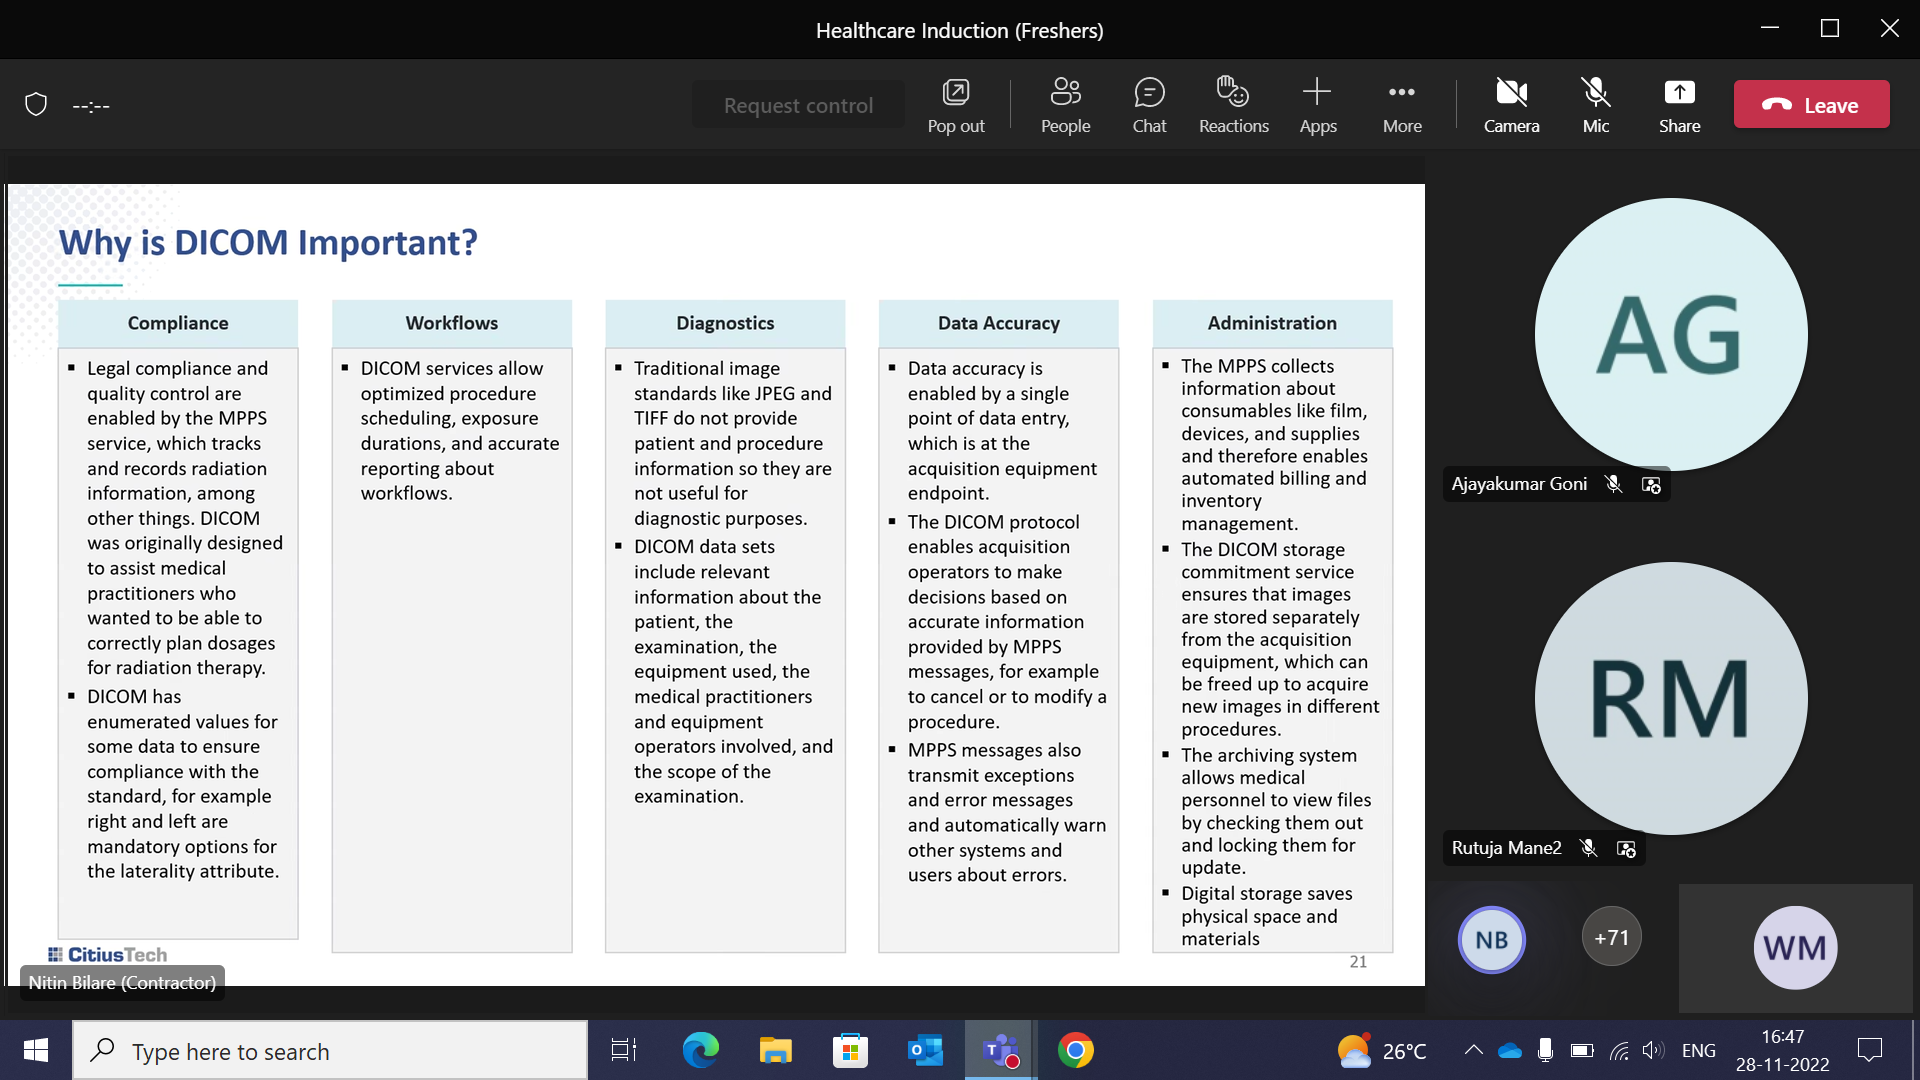 Healthcare Induction (Freshers)
--:--
Request control
Pop out
People
Chat
Reactions
Apps
More
Camera
Mic
Share
Leave
Why is DICOM Important?
Compliance
▪ Legal compliance and
quality control are
enabled by the MPPS
service, which tracks
and records radiation
information, among
other things. DICOM
was originally designed
to assist medical
practitioners who
wanted to be able to
correctly plan dosages
for radiation therapy.
▪ DICOM has
enumerated values for
some data to ensure
compliance with the
standard, for example
right and left are
mandatory options for
the laterality attribute.
Workflows
▪ DICOM services allow
optimized procedure
scheduling, exposure
durations, and accurate
reporting about
workflows.
Diagnostics
▪ Traditional image
standards like JPEG and
TIFF do not provide
patient and procedure
information so they are
not useful for
diagnostic purposes.
▪ DICOM data sets
include relevant
information about the
patient, the
examination, the
equipment used, the
medical practitioners
and equipment
operators involved, and
the scope of the
examination.
Data Accuracy
▪ Data accuracy is
enabled by a single
point of data entry,
which is at the
acquisition equipment
endpoint.
▪ The DICOM protocol
enables acquisition
operators to make
decisions based on
accurate information
provided by MPPS
messages, for example
to cancel or to modify a
procedure.
▪ MPPS messages also
transmit exceptions
and error messages
and automatically warn
other systems and
users about errors.
Administration
▪ The MPPS collects
information about
consumables like film,
devices, and supplies
and therefore enables
automated billing and
inventory
management.
▪ The DICOM storage
commitment service
ensures that images
are stored separately
from the acquisition
equipment, which can
be freed up to acquire
new images in different
procedures.
▪ The archiving system
allows medical
personnel to view files
by checking them out
and locking them for
update.
▪ Digital storage saves
physical space and
materials
CitiusTech
21
Nitin Bilare (Contractor)
AG
Ajayakumar Goni
RM
Rutuja Mane2
NB
+71
WM
Type here to search
26°C
ENG
16:47
28-11-2022